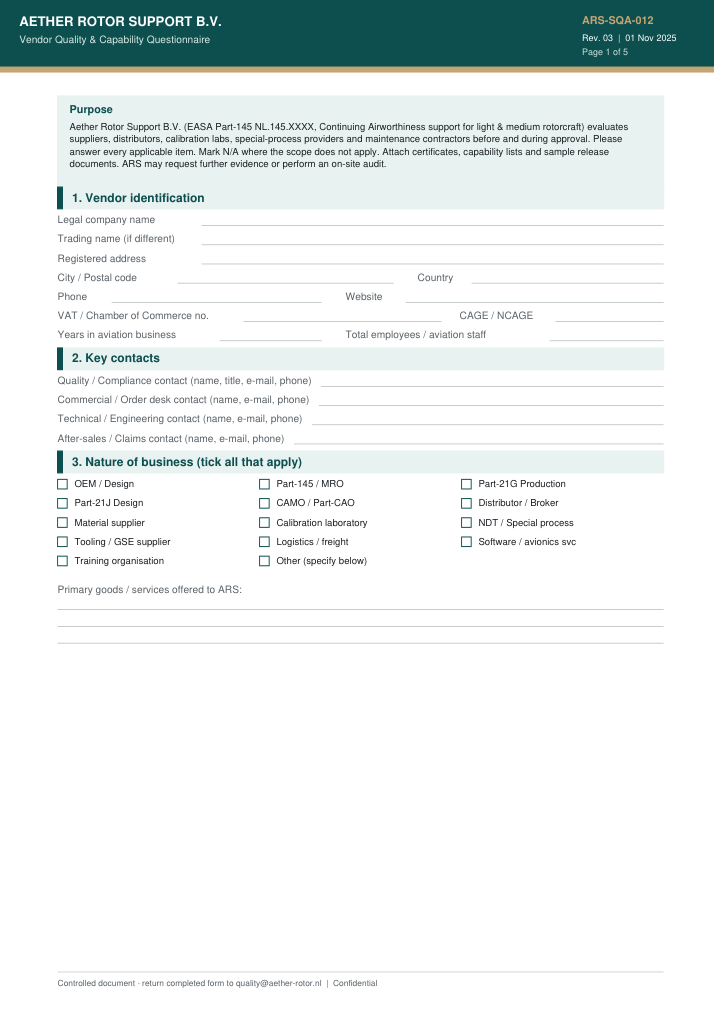 AETHER ROTOR SUPPORT B.V.
Vendor Quality & Capability Questionnaire
ARS-SQA-012
Rev. 03 | 01 Nov 2025
Page 1 of 5
Purpose
Aether Rotor Support B.V. (EASA Part-145 NL.145.XXXX, Continuing Airworthiness support for light & medium rotorcraft) evaluates
suppliers, distributors, calibration labs, special-process providers and maintenance contractors before and during approval. Please
answer every applicable item. Mark N/A where the scope does not apply. Attach certificates, capability lists and sample release
documents. ARS may request further evidence or perform an on-site audit.
1. Vendor identification
Legal company name
Trading name (if different)
Registered address
City / Postal code Country
Phone Website
VAT / Chamber of Commerce no. CAGE / NCAGE
Years in aviation business Total employees / aviation staff
2. Key contacts
Quality / Compliance contact (name, title, e-mail, phone)
Commercial / Order desk contact (name, e-mail, phone)
Technical / Engineering contact (name, e-mail, phone)
After-sales / Claims contact (name, e-mail, phone)
3. Nature of business (tick all that apply)
OEM / Design Part-145 / MRO Part-21G Production
Part-21J Design CAMO / Part-CAO Distributor / Broker
Material supplier Calibration laboratory NDT / Special process
Tooling / GSE supplier Logistics / freight Software / avionics svc
Training organisation Other (specify below)
Primary goods / services offered to ARS:
Controlled document · return completed form to quality@aether-rotor.nl | Confidential